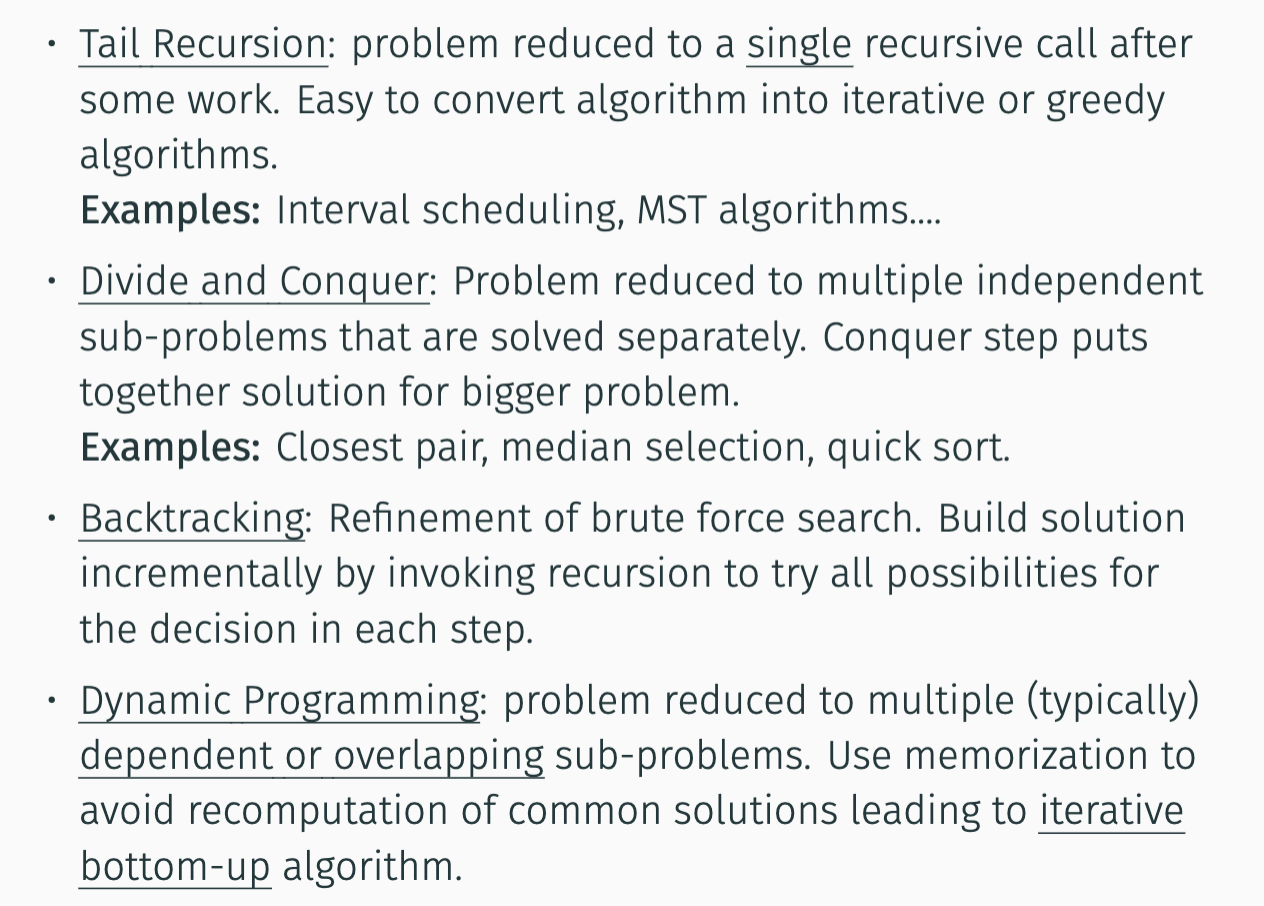 • Tail Recursion: problem reduced to a single recursive call after
some work. Easy to convert algorithm into iterative or greedy
algorithms.
Examples: Interval scheduling, MST algorithms....
• Divide and Conquer: Problem reduced to multiple independent
sub-problems that are solved separately. Conquer step puts
together solution for bigger problem.
Examples: Closest pair, median selection, quick sort.
• Backtracking: Refinement of brute force search. Build solution
incrementally by invoking recursion to try all possibilities for
the decision in each step.
• Dynamic Programming: problem reduced to multiple (typically)
dependent or overlapping sub-problems. Use memorization to
avoid recomputation of common solutions leading to iterative
bottom-up algorithm.